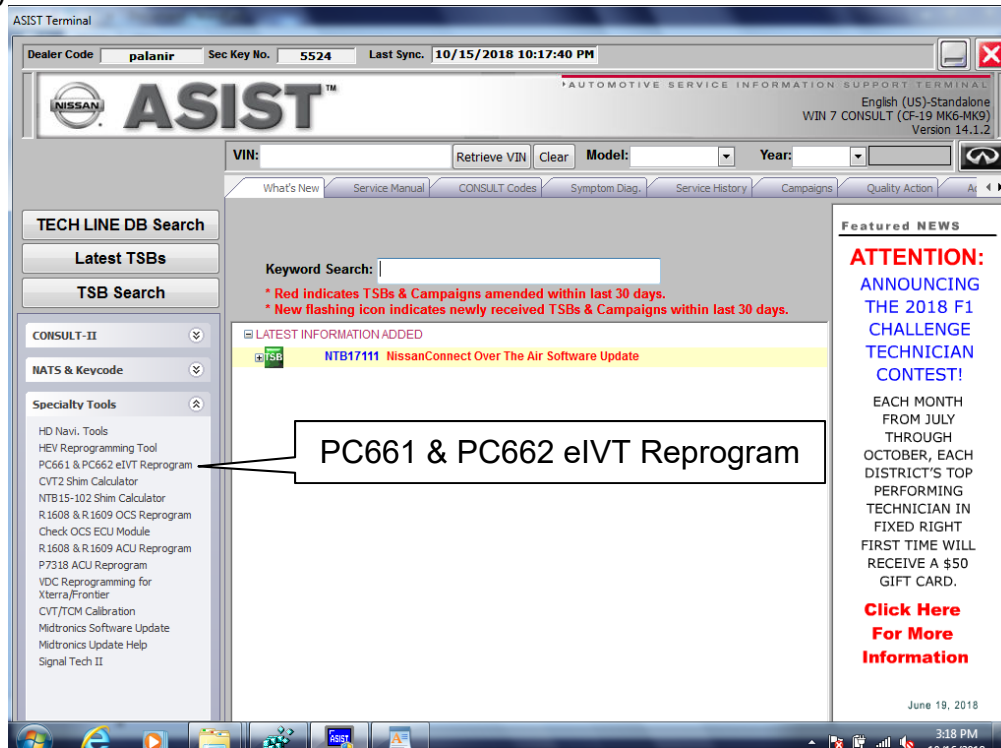 ASIST Terminal
Dealer Code palanir Sec Key No. 5524 Last Sync. 10/15/2018 10:17:40 PM
NISSAN ASIST™
AUTOMOTIVE SERVICE INFORMATION SUPPORT TERMINAL
English (US)-Standalone
WIN 7 CONSULT (CF-19 MK6-MK9)
Version 14.1.2
VIN: Retrieve VIN Clear Model: Year:
What's New Service Manual CONSULT Codes Symptom Diag. Service History Campaigns Quality Action
TECH LINE DB Search
Latest TSBs
TSB Search
Keyword Search:
* Red indicates TSBs & Campaigns amended within last 30 days.
* New flashing icon indicates newly received TSBs & Campaigns within last 30 days.
LATEST INFORMATION ADDED
TSB NTB17111 NissanConnect Over The Air Software Update
CONSULT-II
NATS & Keycode
Specialty Tools
HD Navi. Tools
HEV Reprogramming Tool
PC661 & PC662 eIVT Reprogram
CVT2 Shim Calculator
NTB15-102 Shim Calculator
R1608 & R1609 OCS Reprogram
Check OCS ECU Module
R1608 & R1609 ACU Reprogram
P7318 ACU Reprogram
VDC Reprogramming for
Xterra/Frontier
CVT/TCM Calibration
Midtronics Software Update
Midtronics Update Help
Signal Tech II
PC661 & PC662 eIVT Reprogram
Featured NEWS
ATTENTION:
ANNOUNCING
THE 2018 F1
CHALLENGE
TECHNICIAN
CONTEST!
EACH MONTH
FROM JULY
THROUGH
OCTOBER, EACH
DISTRICT'S TOP
PERFORMING
TECHNICIAN IN
FIXED RIGHT
FIRST TIME WILL
RECEIVE A $50
GIFT CARD.
Click Here
For More
Information
June 19, 2018
ASIST
3:18 PM